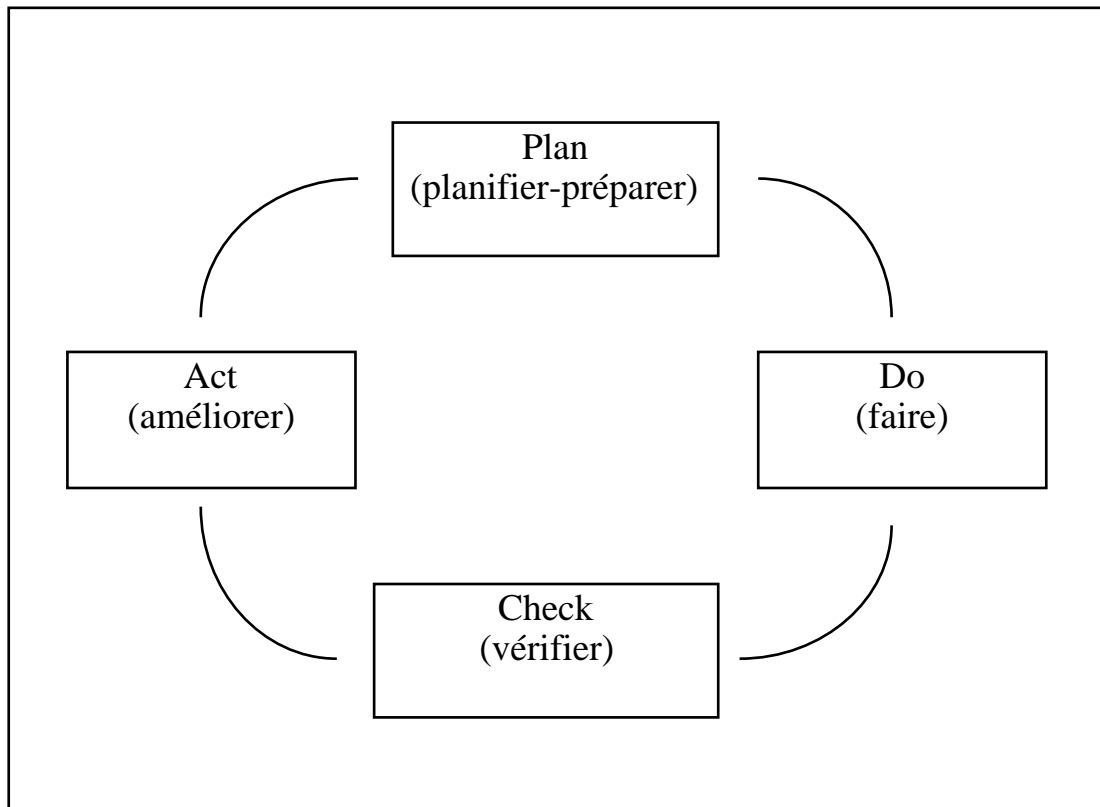 Plan
(planifier-préparer)
Act
(améliorer)
Do
(faire)
Check
(vérifier)